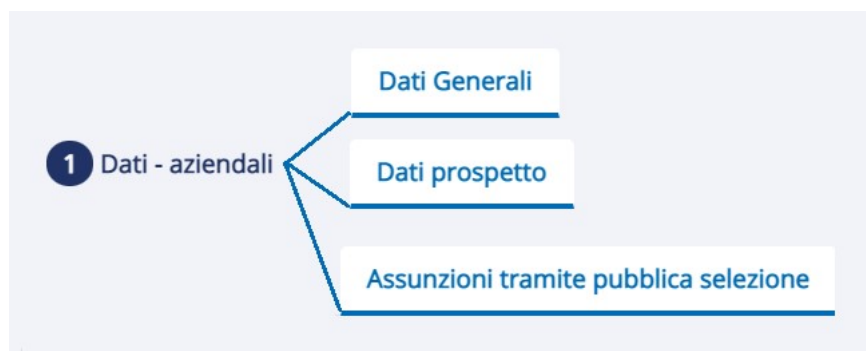 Dati Generali
1 Dati - aziendali
Dati prospetto
Assunzioni tramite pubblica selezione